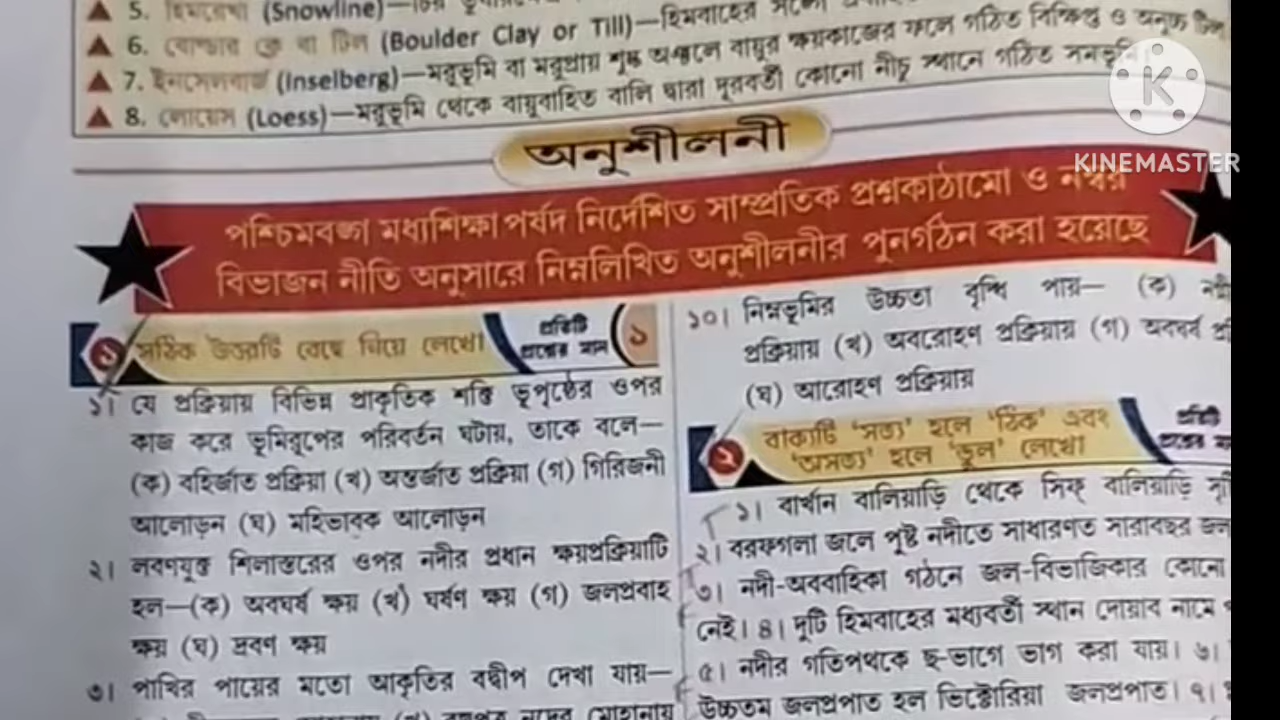 5. হিমরেখা (Snowline)—
6. বোল্ডার ক্লে বা টিল (Boulder Clay or Till)—হিমবাহের
7. ইনসেলবার্জ (Inselberg)—মরুভূমি বা মরুপ্রায় শুষ্ক অঞ্চলে বায়ুর ক্ষয়কাজের ফলে গঠিত বিক্ষিপ্ত ও অনুচ্চ টিলা
8. লোয়েস (Loess)—মরুভূমি থেকে বায়ুবাহিত বালি দ্বারা দূরবর্তী কোনো নীচু স্থানে গঠিত সমভূমি
KINEMASTER
অনুশীলনী
পশ্চিমবঙ্গ মধ্যশিক্ষা পর্ষদ নির্দেশিত সাম্প্রতিক প্রশ্নকাঠামো ও নম্বর
বিভাজন নীতি অনুসারে নিম্নলিখিত অনুশীলনীর পুনর্গঠন করা হয়েছে
১ সঠিক উত্তরটি বেছে নিয়ে লেখো প্রতিটি প্রশ্নের মান ১
১। যে প্রক্রিয়ায় বিভিন্ন প্রাকৃতিক শক্তি ভূপৃষ্ঠের ওপর
কাজ করে ভূমিরূপের পরিবর্তন ঘটায়, তাকে বলে—
(ক) বহির্জাত প্রক্রিয়া (খ) অন্তর্জাত প্রক্রিয়া (গ) গিরিজনী
আলোড়ন (ঘ) মহিভাবক আলোড়ন
২। লবণযুক্ত শিলাস্তরের ওপর নদীর প্রধান ক্ষয়প্রক্রিয়াটি
হল—(ক) অবঘর্ষ ক্ষয় (খ) ঘর্ষণ ক্ষয় (গ) জলপ্রবাহ
ক্ষয় (ঘ) দ্রবণ ক্ষয়
৩। পাখির পায়ের মতো আকৃতির বদ্বীপ দেখা যায়—
মোহানায়
১০। নিম্নভূমির উচ্চতা বৃদ্ধি পায়— (ক)
প্রক্রিয়ায় (খ) অবরোহণ প্রক্রিয়ায় (গ) অবঘর্ষ
(ঘ) আরোহণ প্রক্রিয়ায়
২ বাক্যটি 'সত্য' হলে 'ঠিক' এবং
'অসত্য' হলে 'ভুল' লেখো প্রতিটি প্রশ্নের
১। বার্খান বালিয়াড়ি থেকে সিফ্ বালিয়াড়ি
২। বরফগলা জলে পুষ্ট নদীতে সাধারণত সারাবছর জল
৩। নদী-অববাহিকা গঠনে জল-বিভাজিকার কোনো
নেই। ৪। দুটি হিমবাহের মধ্যবর্তী স্থান দোয়াব নামে
৫। নদীর গতিপথকে ছ-ভাগে ভাগ করা যায়। ৬।
উচ্চতম জলপ্রপাত হল ভিক্টোরিয়া জলপ্রপাত। ৭।